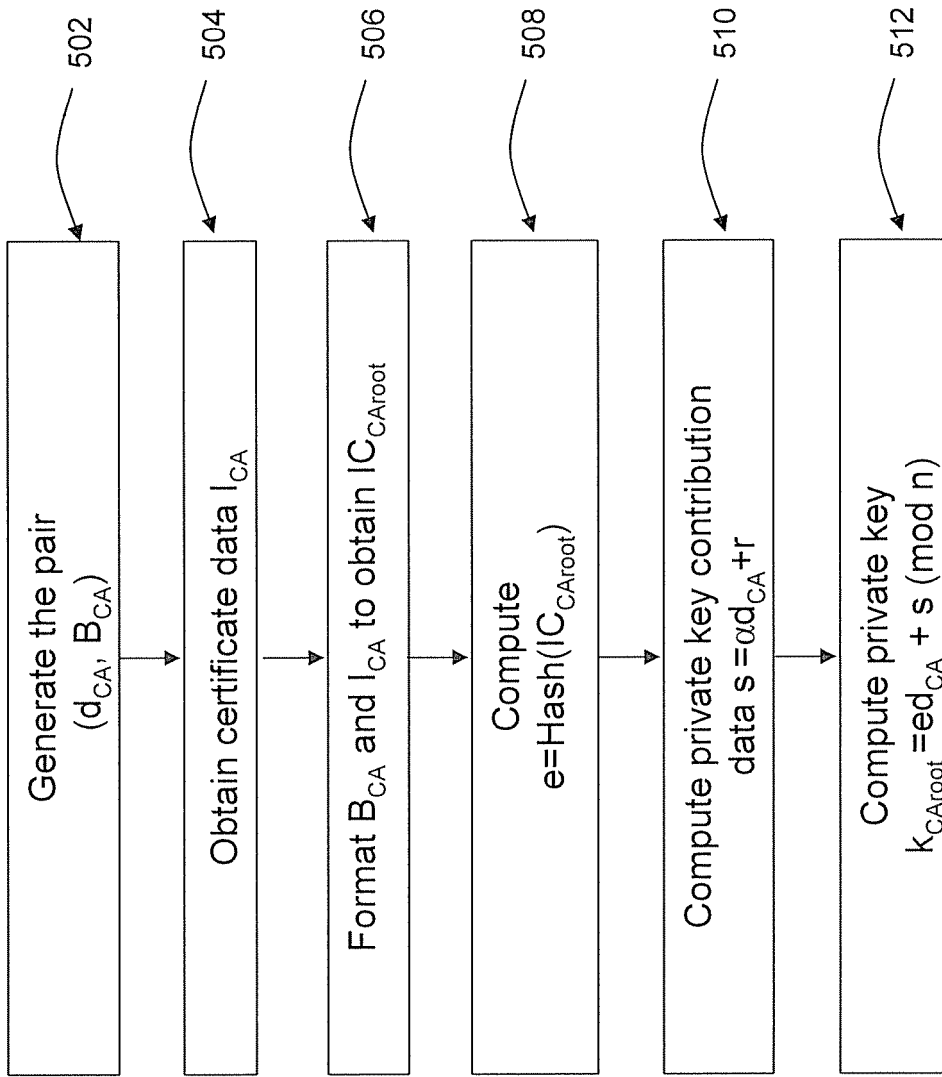 Generate the pair
(d_CA, B_CA)
502
Obtain certificate data I_CA
504
Format B_CA and I_CA to obtain IC_CAroot
506
Compute
e=Hash(IC_CAroot)
508
Compute private key contribution
data s=αd_CA+r
510
Compute private key
k_CAroot=ed_CA + s (mod n)
512